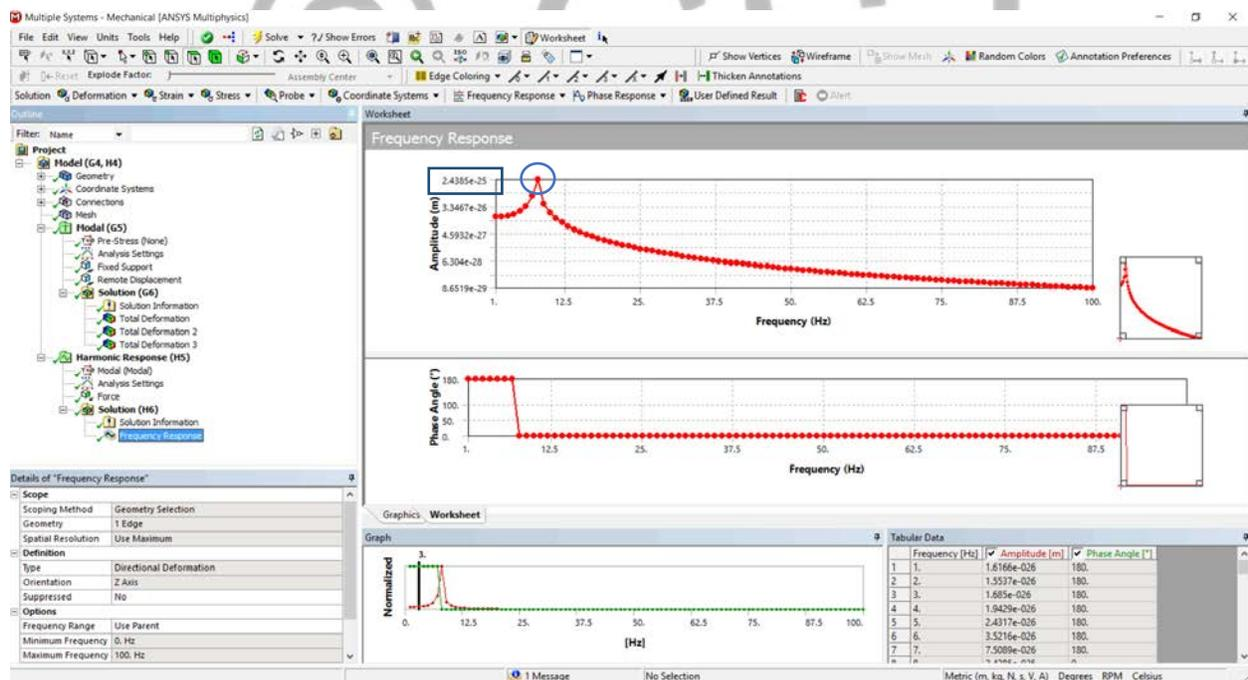 Multiple Systems - Mechanical [ANSYS Multiphysics]
File Edit View Units Tools Help Solve ?/ Show Errors Worksheet
Show Vertices Wireframe Show Mesh Random Colors Annotation Preferences
Reset Explode Factor: Assembly Center Edge Coloring Thicken Annotations
Solution Deformation Strain Stress Probe Coordinate Systems Frequency Response Phase Response User Defined Result Alert
Outline
Filter: Name
Project
Model (G4, H4)
Geometry
Coordinate Systems
Connections
Mesh
Modal (G5)
Pre-Stress (None)
Analysis Settings
Fixed Support
Remote Displacement
Solution (G6)
Solution Information
Total Deformation
Total Deformation 2
Total Deformation 3
Harmonic Response (H5)
Modal (Modal)
Analysis Settings
Force
Solution (H6)
Solution Information
Frequency Response
Details of "Frequency Response"
Scope
Scoping Method Geometry Selection
Geometry 1 Edge
Spatial Resolution Use Maximum
Definition
Type Directional Deformation
Orientation Z Axis
Suppressed No
Options
Frequency Range Use Parent
Minimum Frequency 0. Hz
Maximum Frequency 100. Hz
Worksheet
Frequency Response
Amplitude (m)
2.4385e-25
3.3467e-26
4.5932e-27
6.304e-28
8.6519e-29
1. 12.5 25. 37.5 50. 62.5 75. 87.5 100.
Frequency (Hz)
Phase Angle (°)
180.
100.
50.
0.
1. 12.5 25. 37.5 50. 62.5 75. 87.5
Frequency (Hz)
Graphics Worksheet
Graph
3.
Normalized
0. 12.5 25. 37.5 50. 62.5 75. 87.5 100.
[Hz]
Tabular Data
Frequency [Hz] Amplitude [m] Phase Angle [°]
1 1. 1.6166e-026 180.
2 2. 1.5537e-026 180.
3 3. 1.685e-026 180.
4 4. 1.9429e-026 180.
5 5. 2.4317e-026 180.
6 6. 3.5216e-026 180.
7 7. 7.5089e-026 180.
1 Message No Selection Metric (m, kg, N, s, V, A) Degrees RPM Celsius